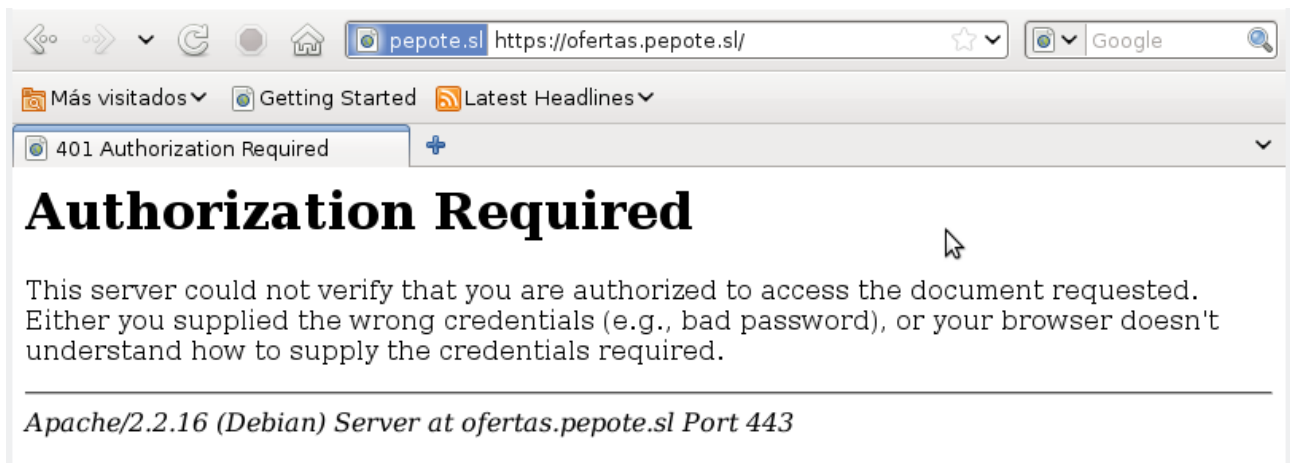 pepote.sl https://ofertas.pepote.sl/ Google
Más visitados Getting Started Latest Headlines
401 Authorization Required
Authorization Required
This server could not verify that you are authorized to access the document requested.
Either you supplied the wrong credentials (e.g., bad password), or your browser doesn't
understand how to supply the credentials required.
Apache/2.2.16 (Debian) Server at ofertas.pepote.sl Port 443